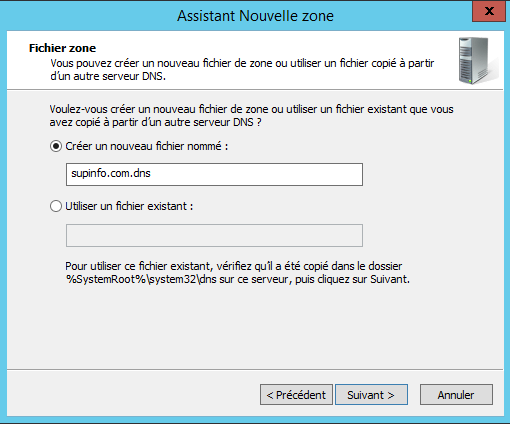 Assistant Nouvelle zone
x
Fichier zone
Vous pouvez créer un nouveau fichier de zone ou utiliser un fichier copié à partir
d'un autre serveur DNS.
Voulez-vous créer un nouveau fichier de zone ou utiliser un fichier existant que vous
avez copié à partir d'un autre serveur DNS ?
Créer un nouveau fichier nommé :
supinfo.com.dns
Utiliser un fichier existant :
Pour utiliser ce fichier existant, vérifiez qu'il a été copié dans le dossier
%SystemRoot%\system32\dns sur ce serveur, puis cliquez sur Suivant.
< Précédent Suivant > Annuler